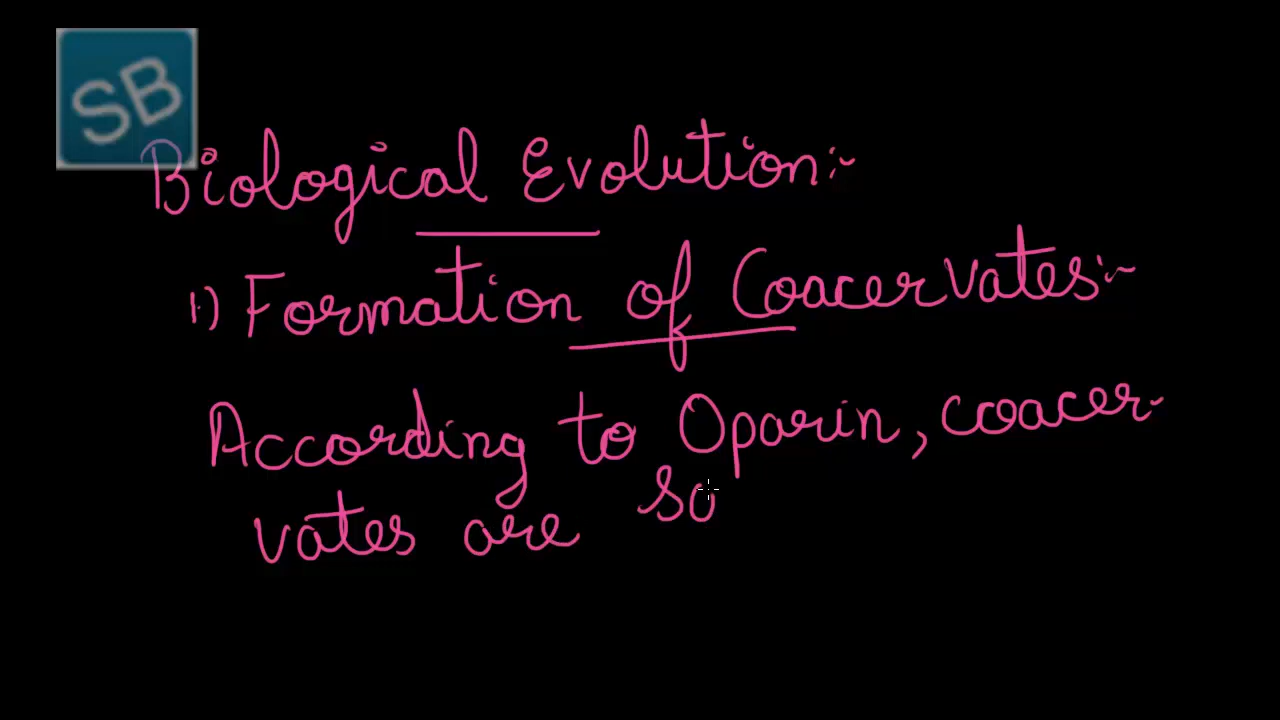 SB
Biological Evolution:-
1.) Formation of Coacervates:-
According to Oparin, coacer-
vates are so